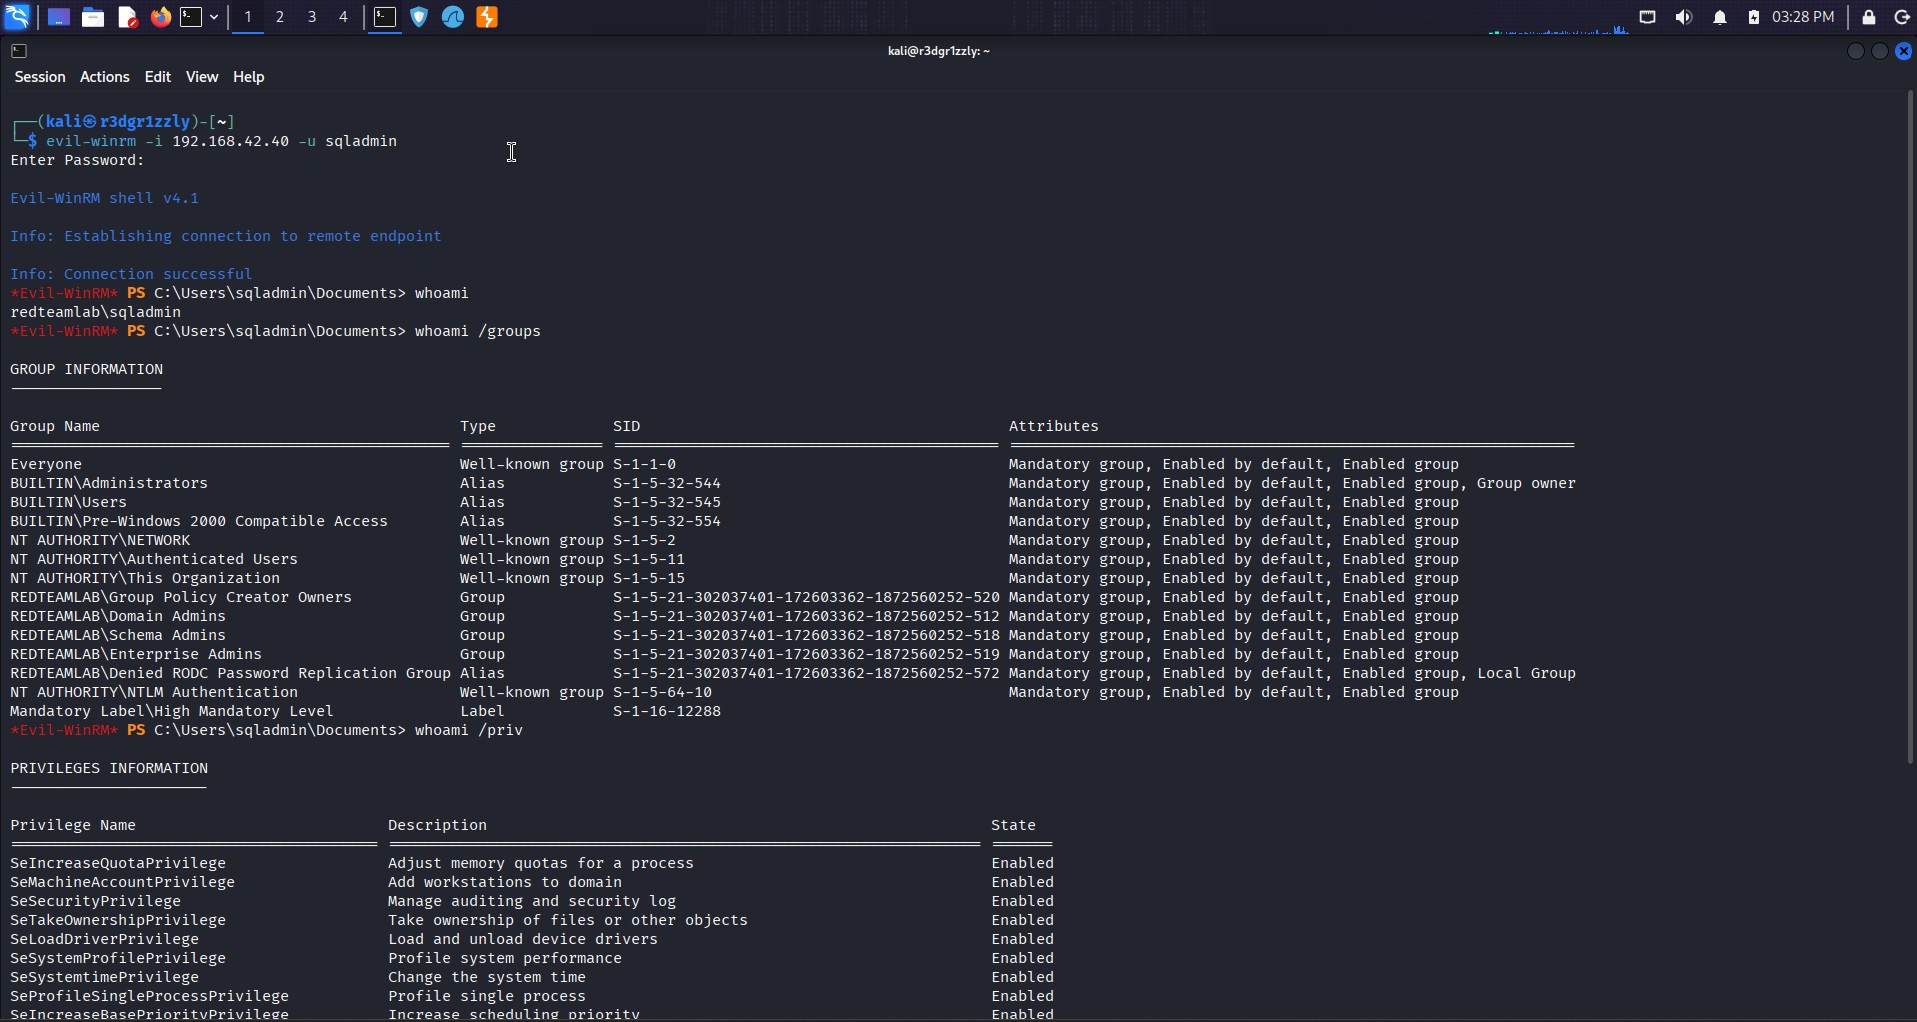 1 2 3 4 03:28 PM
kali@r3dgr1zzly: ~
Session Actions Edit View Help
┌──(kali㉿r3dgr1zzly)-[~]
└─$ evil-winrm -i 192.168.42.40 -u sqladmin
Enter Password:
Evil-WinRM shell v4.1
Info: Establishing connection to remote endpoint
Info: Connection successful
*Evil-WinRM* PS C:\Users\sqladmin\Documents> whoami
redteamlab\sqladmin
*Evil-WinRM* PS C:\Users\sqladmin\Documents> whoami /groups
GROUP INFORMATION
Group Name Type SID Attributes
Everyone Well-known group S-1-1-0 Mandatory group, Enabled by default, Enabled group
BUILTIN\Administrators Alias S-1-5-32-544 Mandatory group, Enabled by default, Enabled group, Group owner
BUILTIN\Users Alias S-1-5-32-545 Mandatory group, Enabled by default, Enabled group
BUILTIN\Pre-Windows 2000 Compatible Access Alias S-1-5-32-554 Mandatory group, Enabled by default, Enabled group
NT AUTHORITY\NETWORK Well-known group S-1-5-2 Mandatory group, Enabled by default, Enabled group
NT AUTHORITY\Authenticated Users Well-known group S-1-5-11 Mandatory group, Enabled by default, Enabled group
NT AUTHORITY\This Organization Well-known group S-1-5-15 Mandatory group, Enabled by default, Enabled group
REDTEAMLAB\Group Policy Creator Owners Group S-1-5-21-302037401-172603362-1872560252-520 Mandatory group, Enabled by default, Enabled group
REDTEAMLAB\Domain Admins Group S-1-5-21-302037401-172603362-1872560252-512 Mandatory group, Enabled by default, Enabled group
REDTEAMLAB\Schema Admins Group S-1-5-21-302037401-172603362-1872560252-518 Mandatory group, Enabled by default, Enabled group
REDTEAMLAB\Enterprise Admins Group S-1-5-21-302037401-172603362-1872560252-519 Mandatory group, Enabled by default, Enabled group
REDTEAMLAB\Denied RODC Password Replication Group Alias S-1-5-21-302037401-172603362-1872560252-572 Mandatory group, Enabled by default, Enabled group, Local Group
NT AUTHORITY\NTLM Authentication Well-known group S-1-5-64-10 Mandatory group, Enabled by default, Enabled group
Mandatory Label\High Mandatory Level Label S-1-16-12288
*Evil-WinRM* PS C:\Users\sqladmin\Documents> whoami /priv
PRIVILEGES INFORMATION
Privilege Name Description State
SeIncreaseQuotaPrivilege Adjust memory quotas for a process Enabled
SeMachineAccountPrivilege Add workstations to domain Enabled
SeSecurityPrivilege Manage auditing and security log Enabled
SeTakeOwnershipPrivilege Take ownership of files or other objects Enabled
SeLoadDriverPrivilege Load and unload device drivers Enabled
SeSystemProfilePrivilege Profile system performance Enabled
SeSystemtimePrivilege Change the system time Enabled
SeProfileSingleProcessPrivilege Profile single process Enabled
SeIncreaseBasePriorityPrivilege Increase scheduling priority Enabled